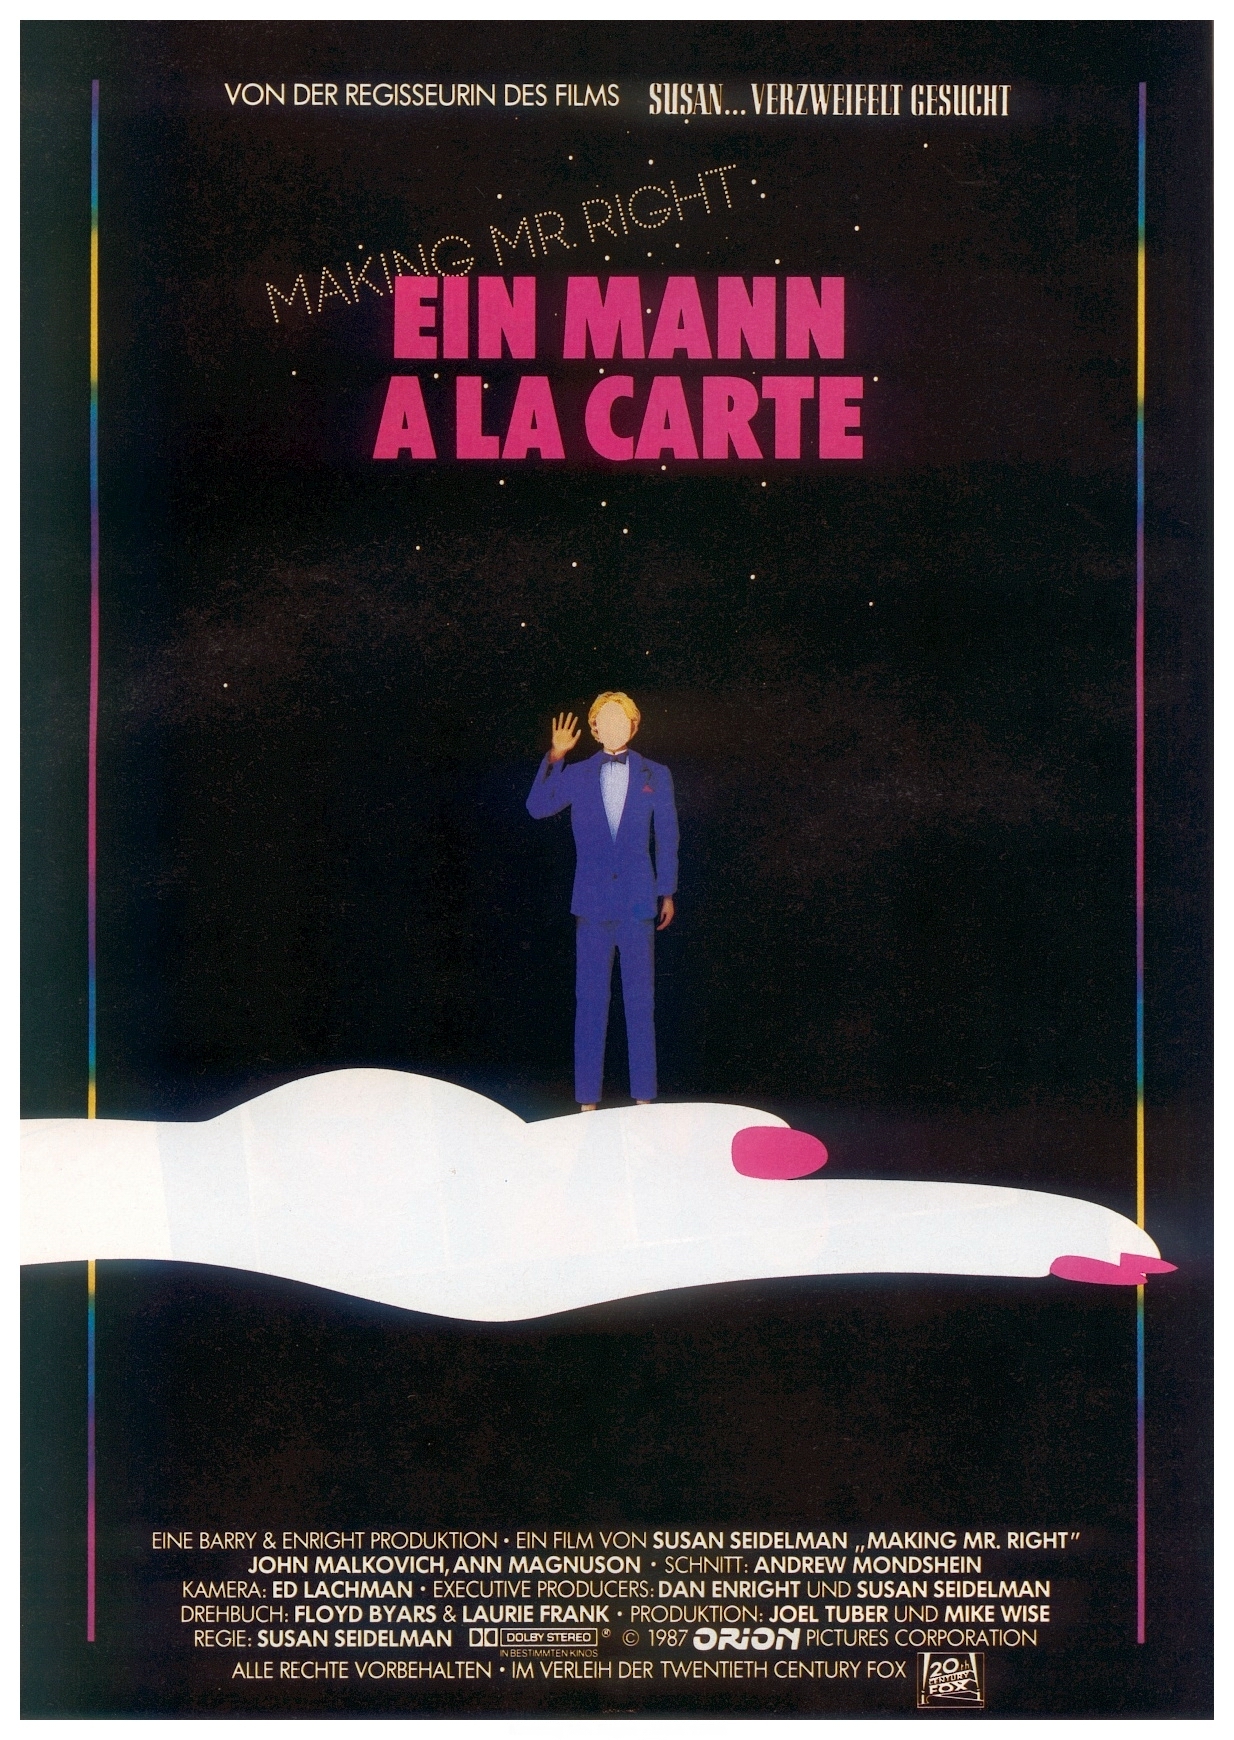 VON DER REGISSEURIN DES FILMS SUSAN... VERZWEIFELT GESUCHT
MAKING MR. RIGHT
EIN MANN
A LA CARTE
EINE BARRY & ENRIGHT PRODUKTION • EIN FILM VON SUSAN SEIDELMAN „MAKING MR. RIGHT”
JOHN MALKOVICH, ANN MAGNUSON • SCHNITT: ANDREW MONDSHEIN
KAMERA: ED LACHMAN • EXECUTIVE PRODUCERS: DAN ENRIGHT UND SUSAN SEIDELMAN
DREHBUCH: FLOYD BYARS & LAURIE FRANK • PRODUKTION: JOEL TUBER UND MIKE WISE
REGIE: SUSAN SEIDELMAN DOLBY STEREO ® © 1987 ORION PICTURES CORPORATION
IN BESTIMMTEN KINOS
ALLE RECHTE VORBEHALTEN • IM VERLEIH DER TWENTIETH CENTURY FOX
20th
CENTURY
FOX